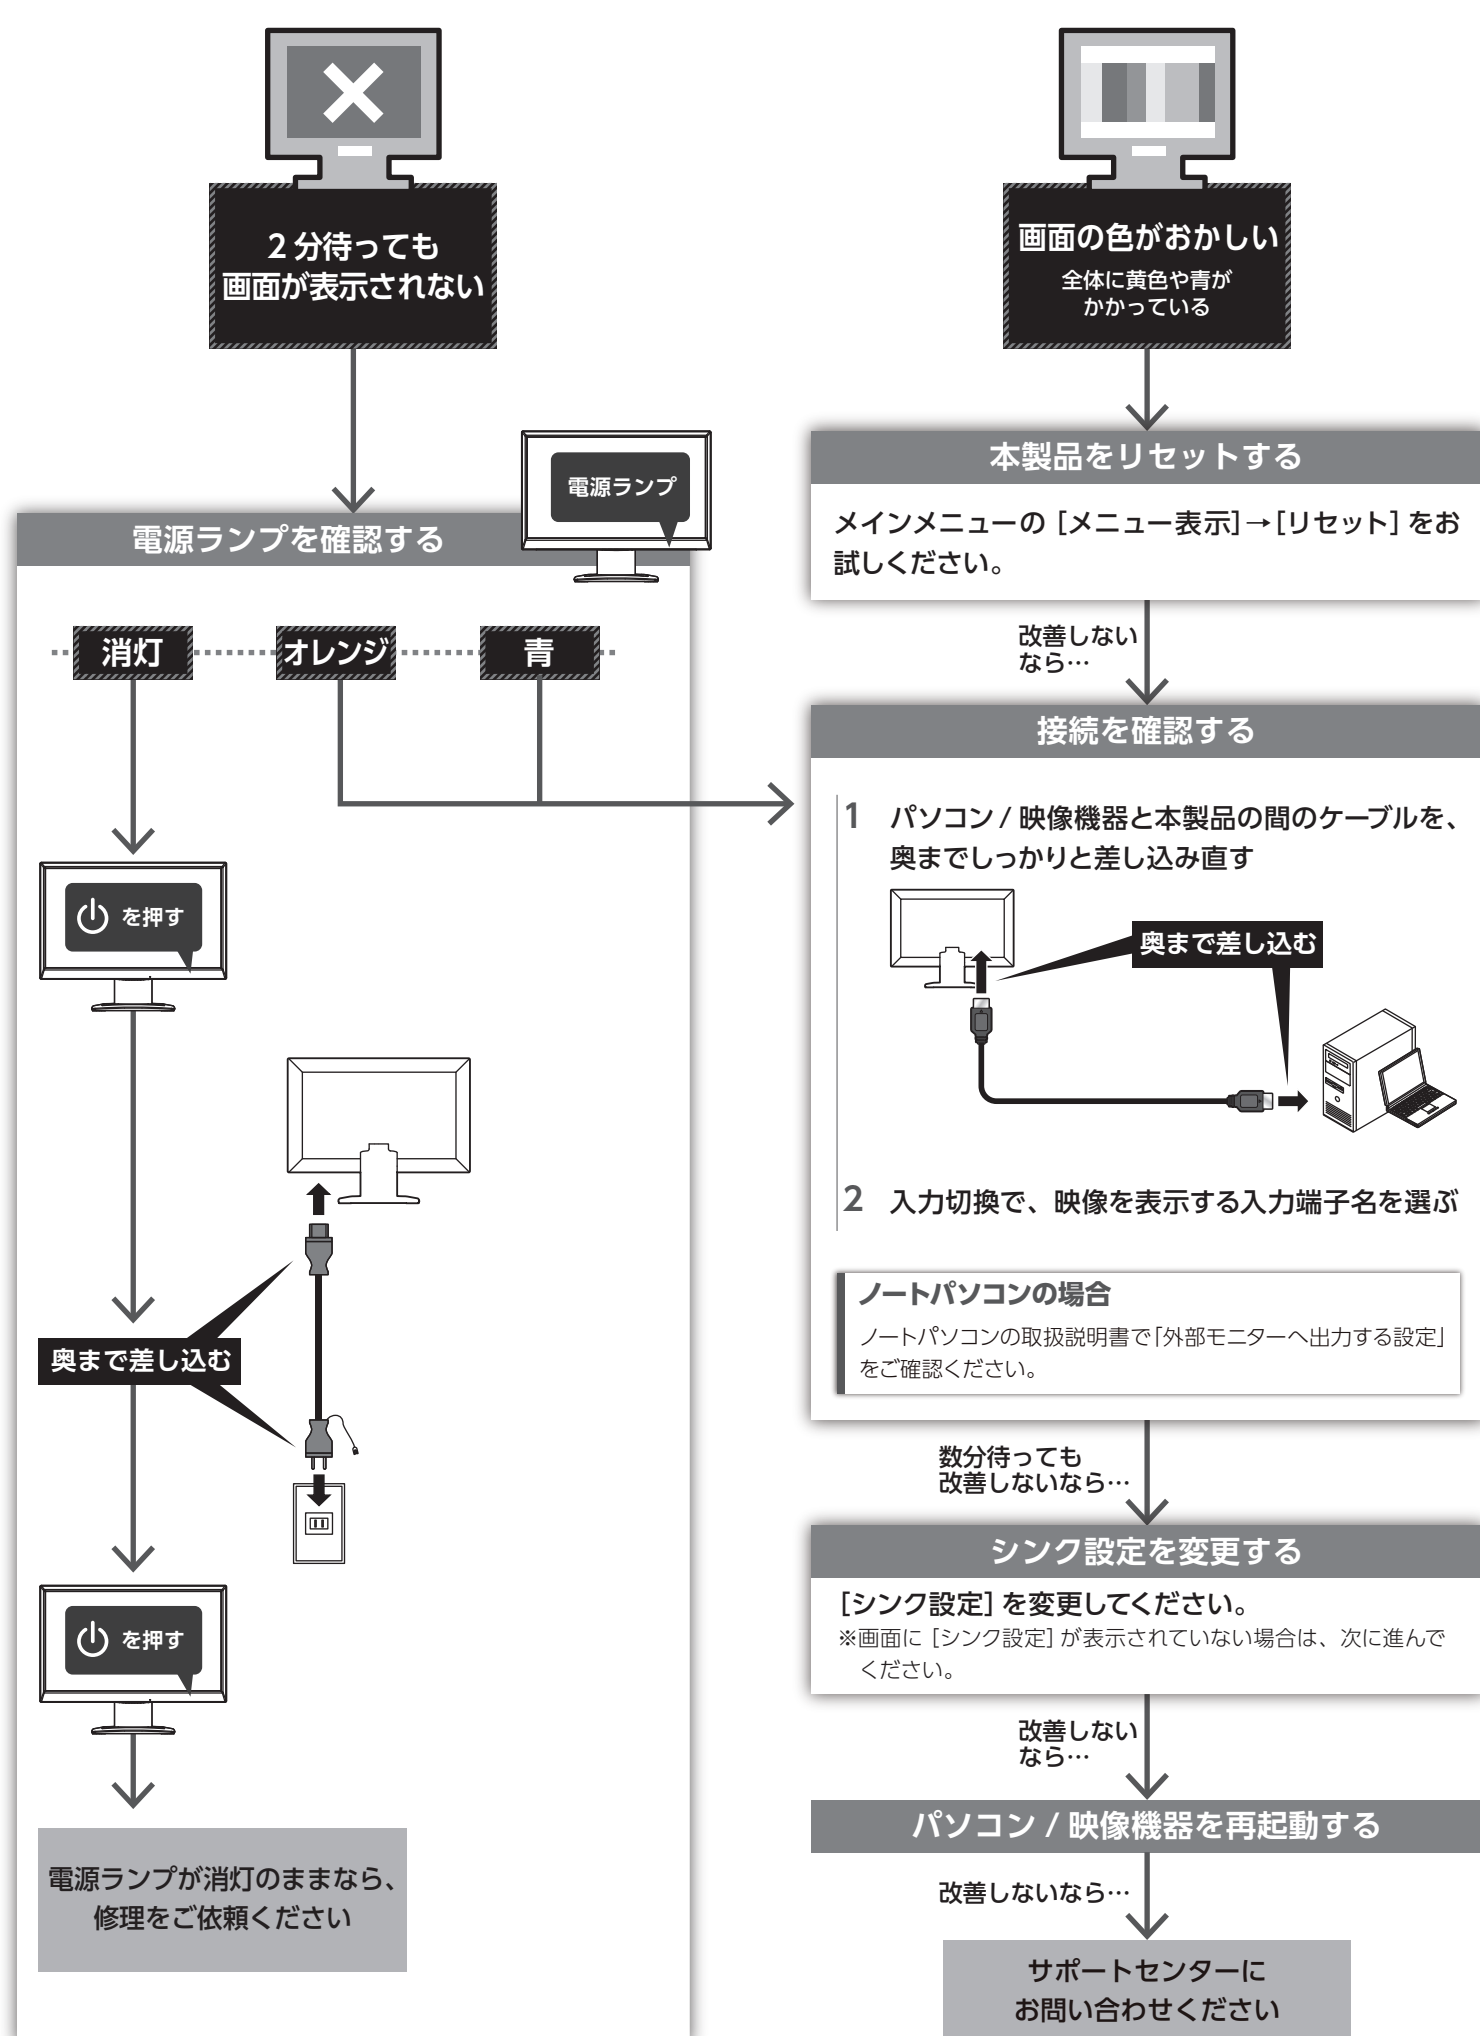 2 分待っても
画面が表示されない
電源ランプ
電源ランプを確認する
消灯
オレンジ
青
を押す
奥まで差し込む
を押す
電源ランプが消灯のままなら、
修理をご依頼ください
画面の色がおかしい
全体に黄色や青が
かかっている
本製品をリセットする
メインメニューの［メニュー表示］→［リセット］をお
試しください。
改善しない
なら…
接続を確認する
1 パソコン / 映像機器と本製品の間のケーブルを、
奥までしっかりと差し込み直す
奥まで差し込む
2 入力切換で、映像を表示する入力端子名を選ぶ
ノートパソコンの場合
ノートパソコンの取扱説明書で「外部モニターへ出力する設定」
をご確認ください。
数分待っても
改善しないなら…
シンク設定を変更する
［シンク設定］を変更してください。
※画面に［シンク設定］が表示されていない場合は、次に進んで
ください。
改善しない
なら…
パソコン / 映像機器を再起動する
改善しないなら…
サポートセンターに
お問い合わせください